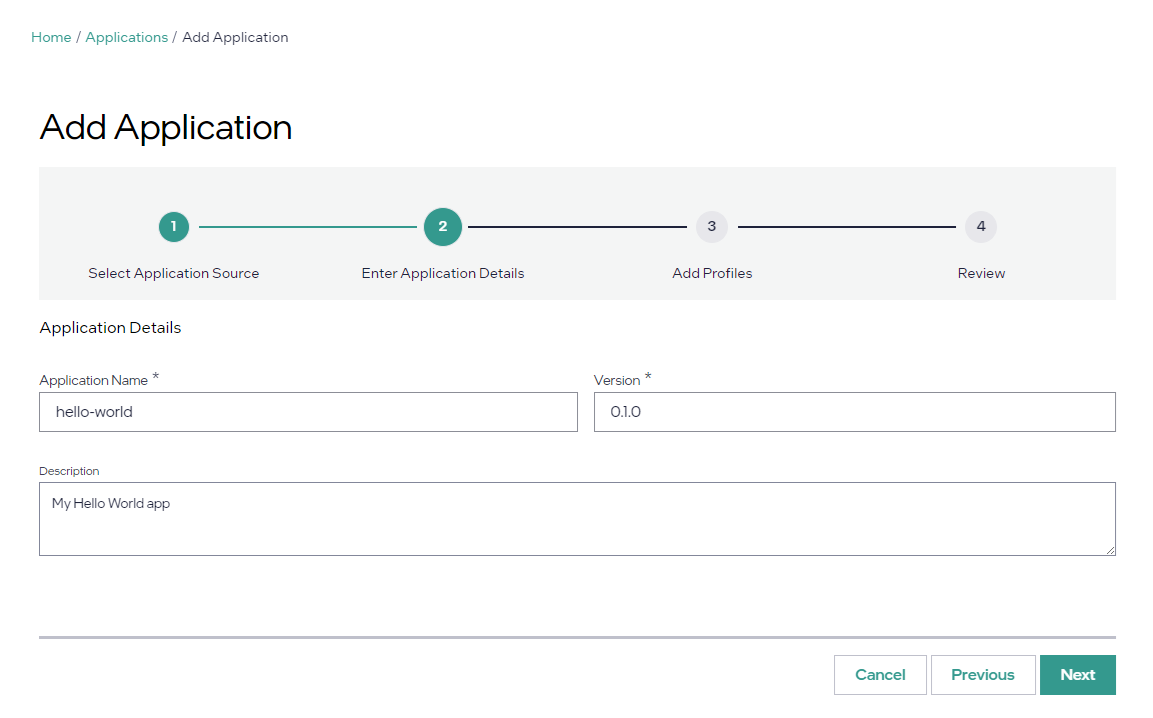 Home / Applications / Add Application
Add Application
1 2 3 4
Select Application Source Enter Application Details Add Profiles Review
Application Details
Application Name * Version *
hello-world 0.1.0
Description
My Hello World app
Cancel Previous Next